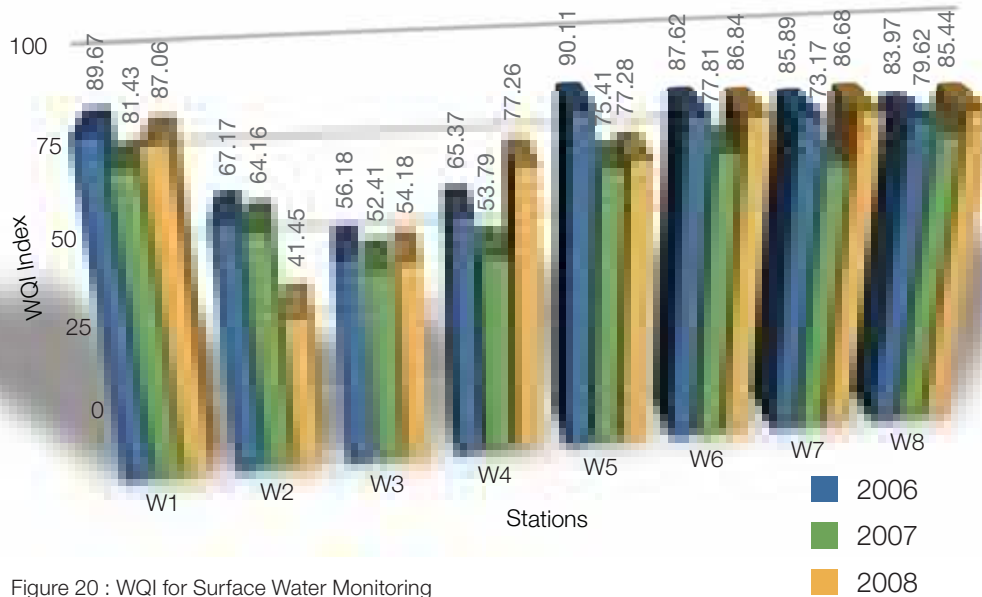 100
75
50
25
0
WQI Index
89.67
81.43
87.06
67.17
64.16
41.45
56.18
52.41
54.18
65.37
53.79
77.26
90.11
75.41
77.28
87.62
77.81
86.84
85.89
73.17
86.68
83.97
79.62
85.44
W1
W2
W3
W4
W5
W6
W7
W8
Stations
2006
2007
2008
Figure 20 : WQI for Surface Water Monitoring